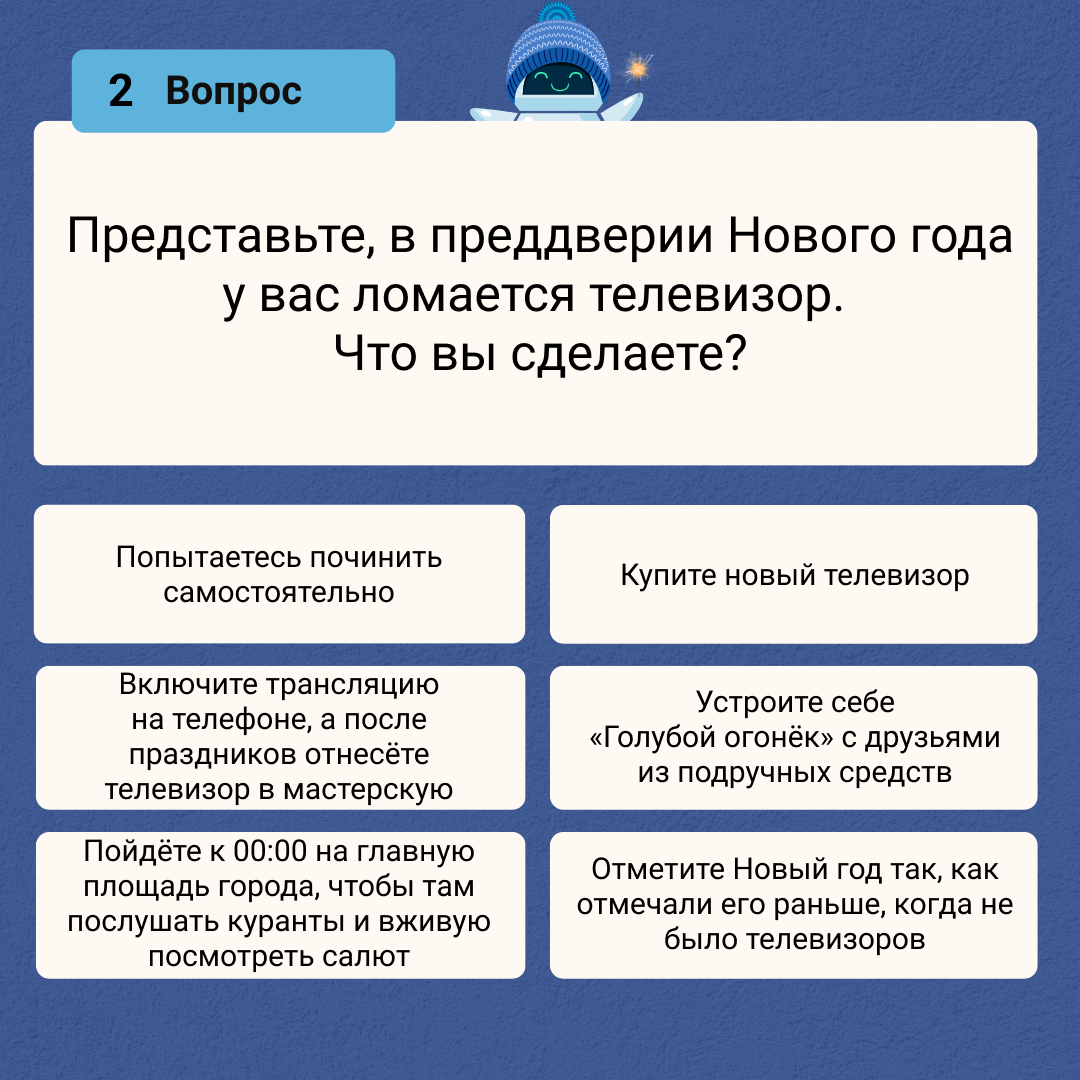 2 Вопрос
Представьте, в преддверии Нового года
у вас ломается телевизор.
Что вы сделаете?
Попытаетесь починить
самостоятельно
Купите новый телевизор
Включите трансляцию
на телефоне, а после
праздников отнесёте
телевизор в мастерскую
Устроите себе
«Голубой огонёк» с друзьями
из подручных средств
Пойдёте к 00:00 на главную
площадь города, чтобы там
послушать куранты и вживую
посмотреть салют
Отметите Новый год так, как
отмечали его раньше, когда не
было телевизоров